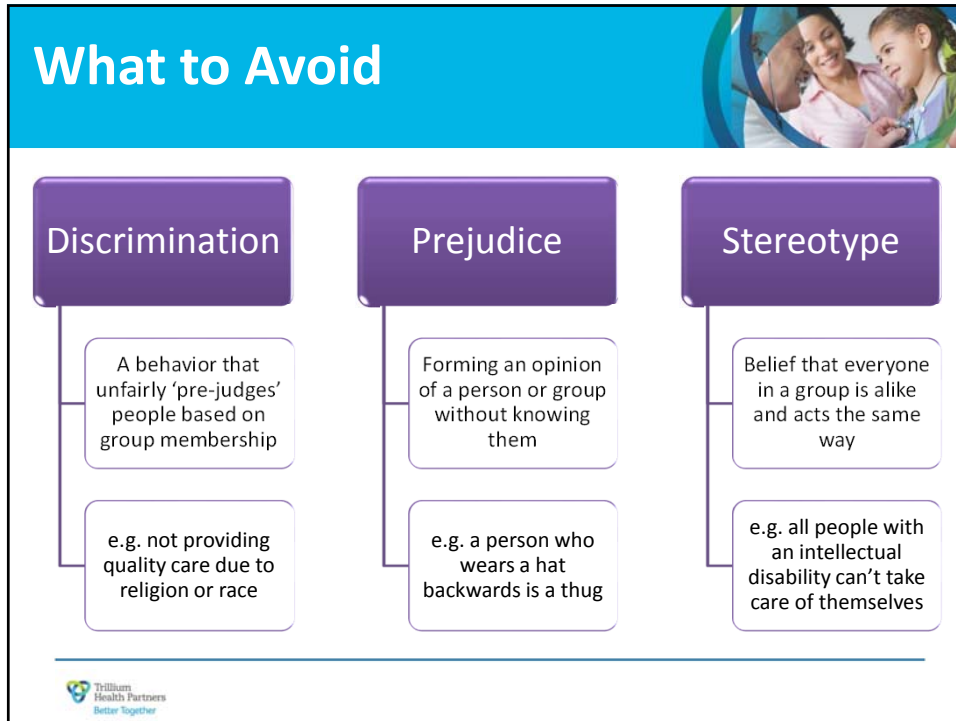 What to Avoid
Discrimination
A behavior that
unfairly ‘pre-judges’
people based on
group membership
e.g. not providing
quality care due to
religion or race
Prejudice
Forming an opinion
of a person or group
without knowing
them
e.g. a person who
wears a hat
backwards is a thug
Stereotype
Belief that everyone
in a group is alike
and acts the same
way
e.g. all people with
an intellectual
disability can’t take
care of themselves
Trillium
Health Partners
Better Together